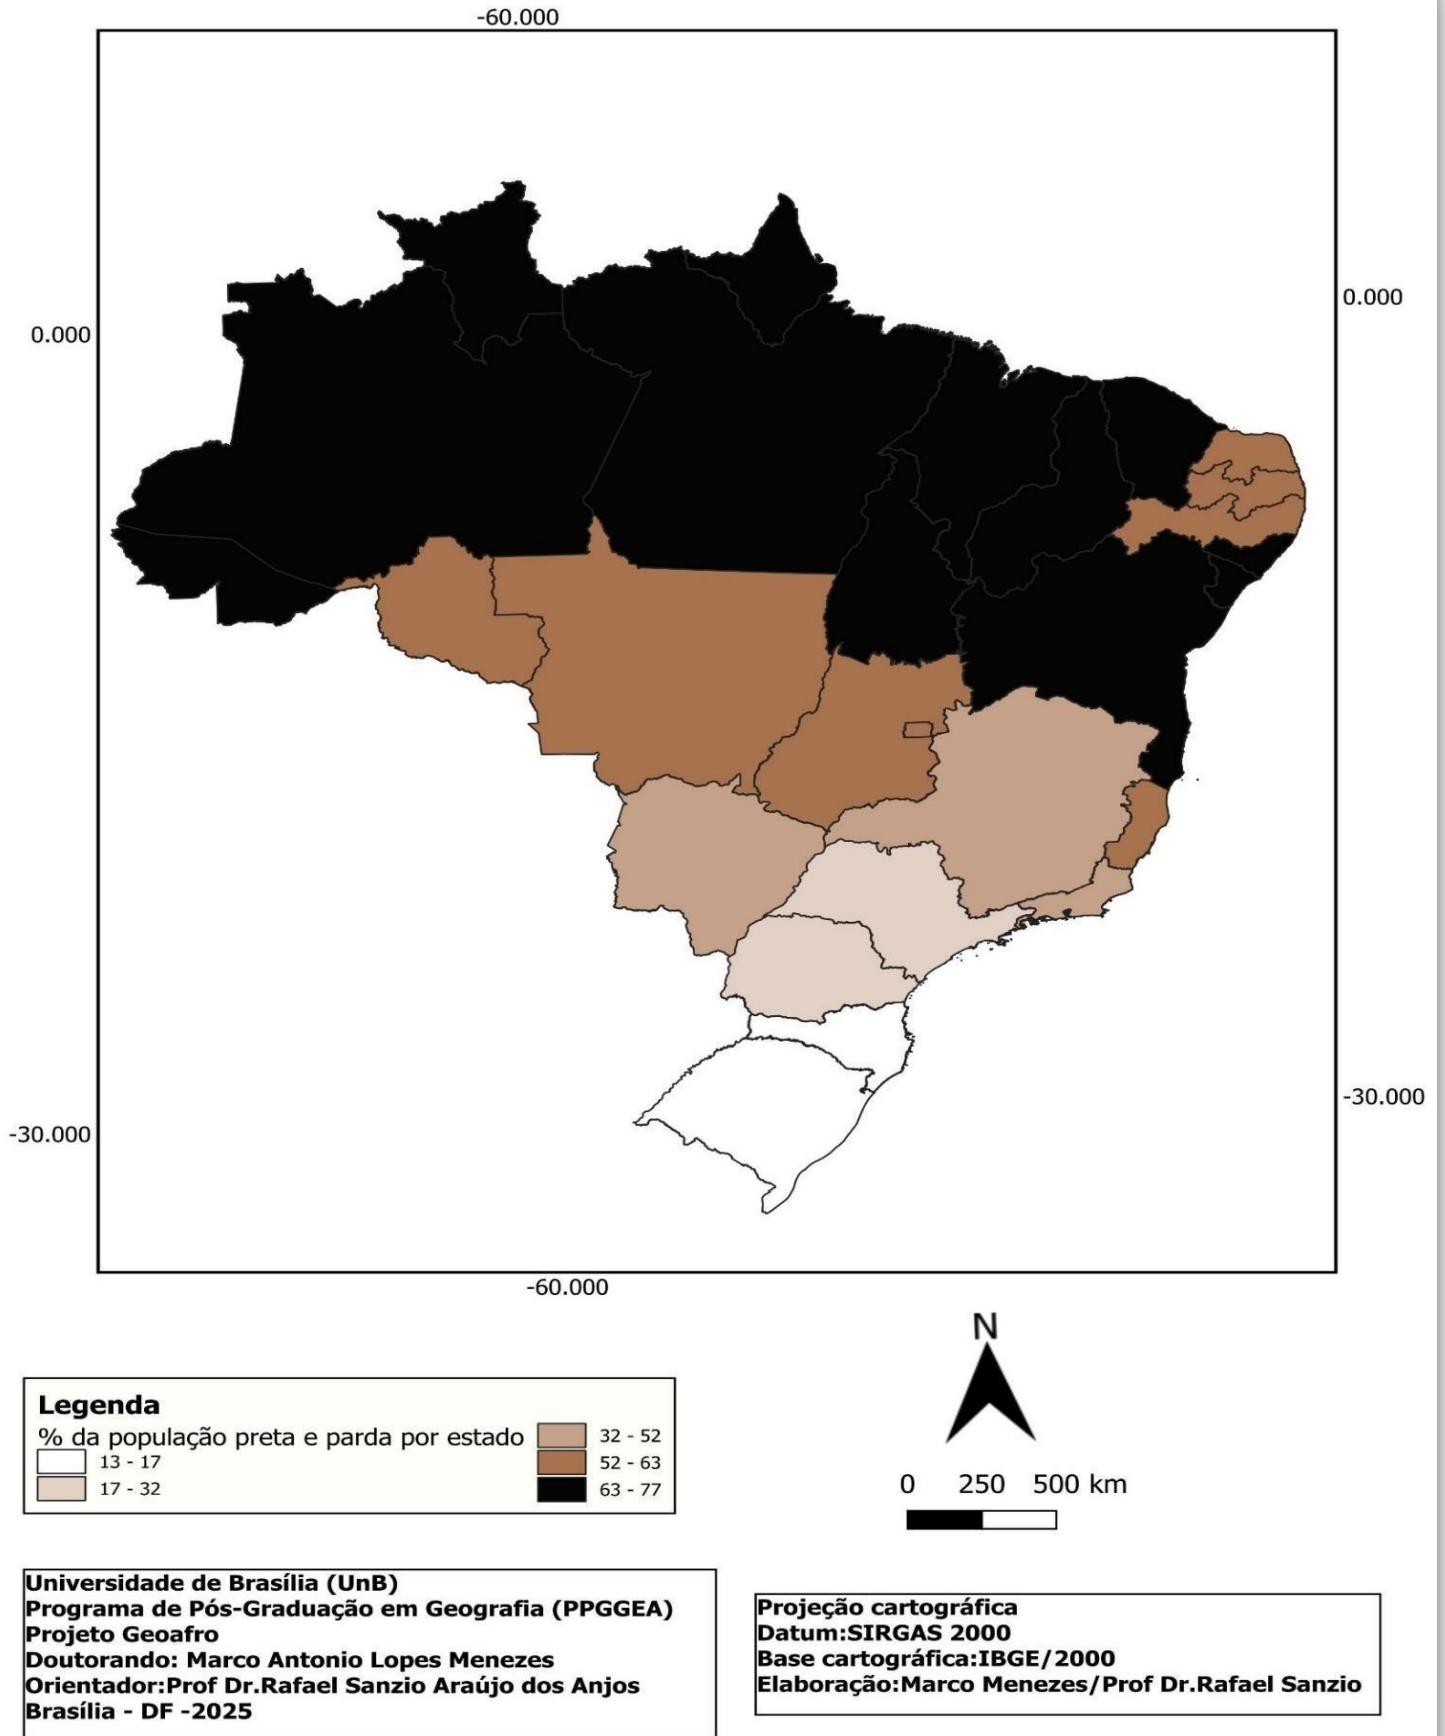 -60.000
0.000
0.000
-30.000
-30.000
-60.000
N
Legenda
% da população preta e parda por estado
13 - 17
17 - 32
32 - 52
52 - 63
63 - 77
0 250 500 km
Universidade de Brasília (UnB)
Programa de Pós-Graduação em Geografia (PPGGEA)
Projeto Geoafro
Doutorando: Marco Antonio Lopes Menezes
Orientador:Prof Dr.Rafael Sanzio Araújo dos Anjos
Brasília - DF -2025
Projeção cartográfica
Datum:SIRGAS 2000
Base cartográfica:IBGE/2000
Elaboração:Marco Menezes/Prof Dr.Rafael Sanzio